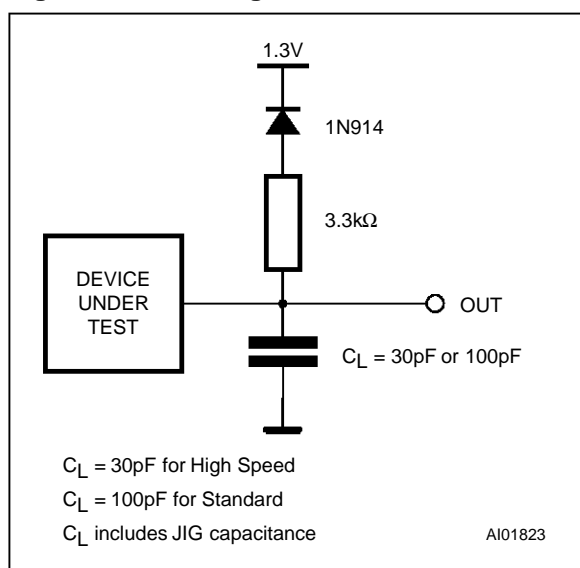 1.3V
1N914
3.3kΩ
DEVICE
UNDER
TEST
OUT
CL = 30pF or 100pF
CL = 30pF for High Speed
CL = 100pF for Standard
CL includes JIG capacitance
AI01823